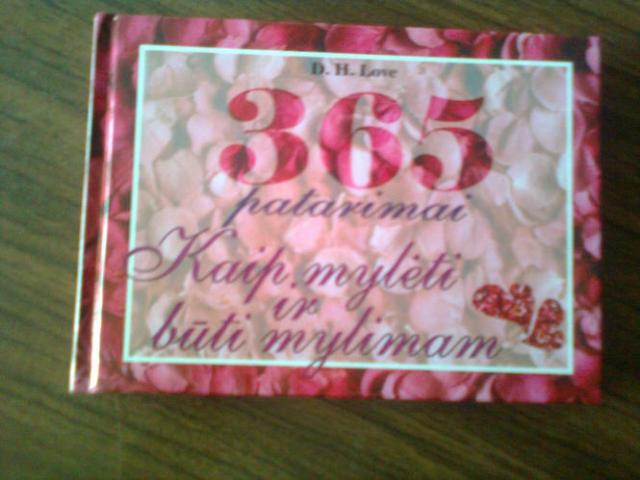 D. H. Love
365
patarimai
Kaip mylėti
ir
būti mylimam